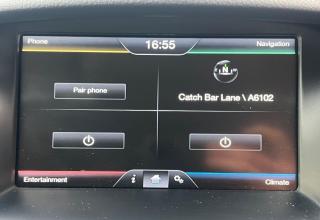 Phone
16:55
Navigation
N
Pair phone
Catch Bar Lane \ A6102
Entertainment
i
Climate